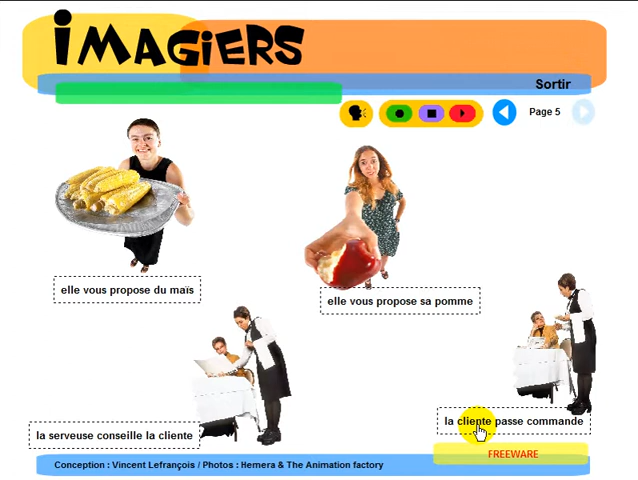 iMAGiERS
Sortir
Page 5
elle vous propose du maïs
elle vous propose sa pomme
la cliente passe commande
la serveuse conseille la cliente
FREEWARE
Conception : Vincent Lefrançois / Photos : Hemera & The Animation factory